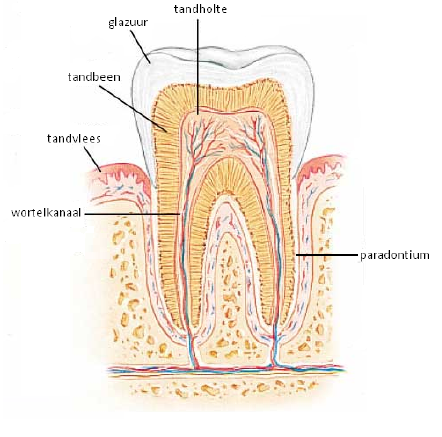 tandholte
glazuur
tandbeen
tandvlees
wortelkanaal
paradontium